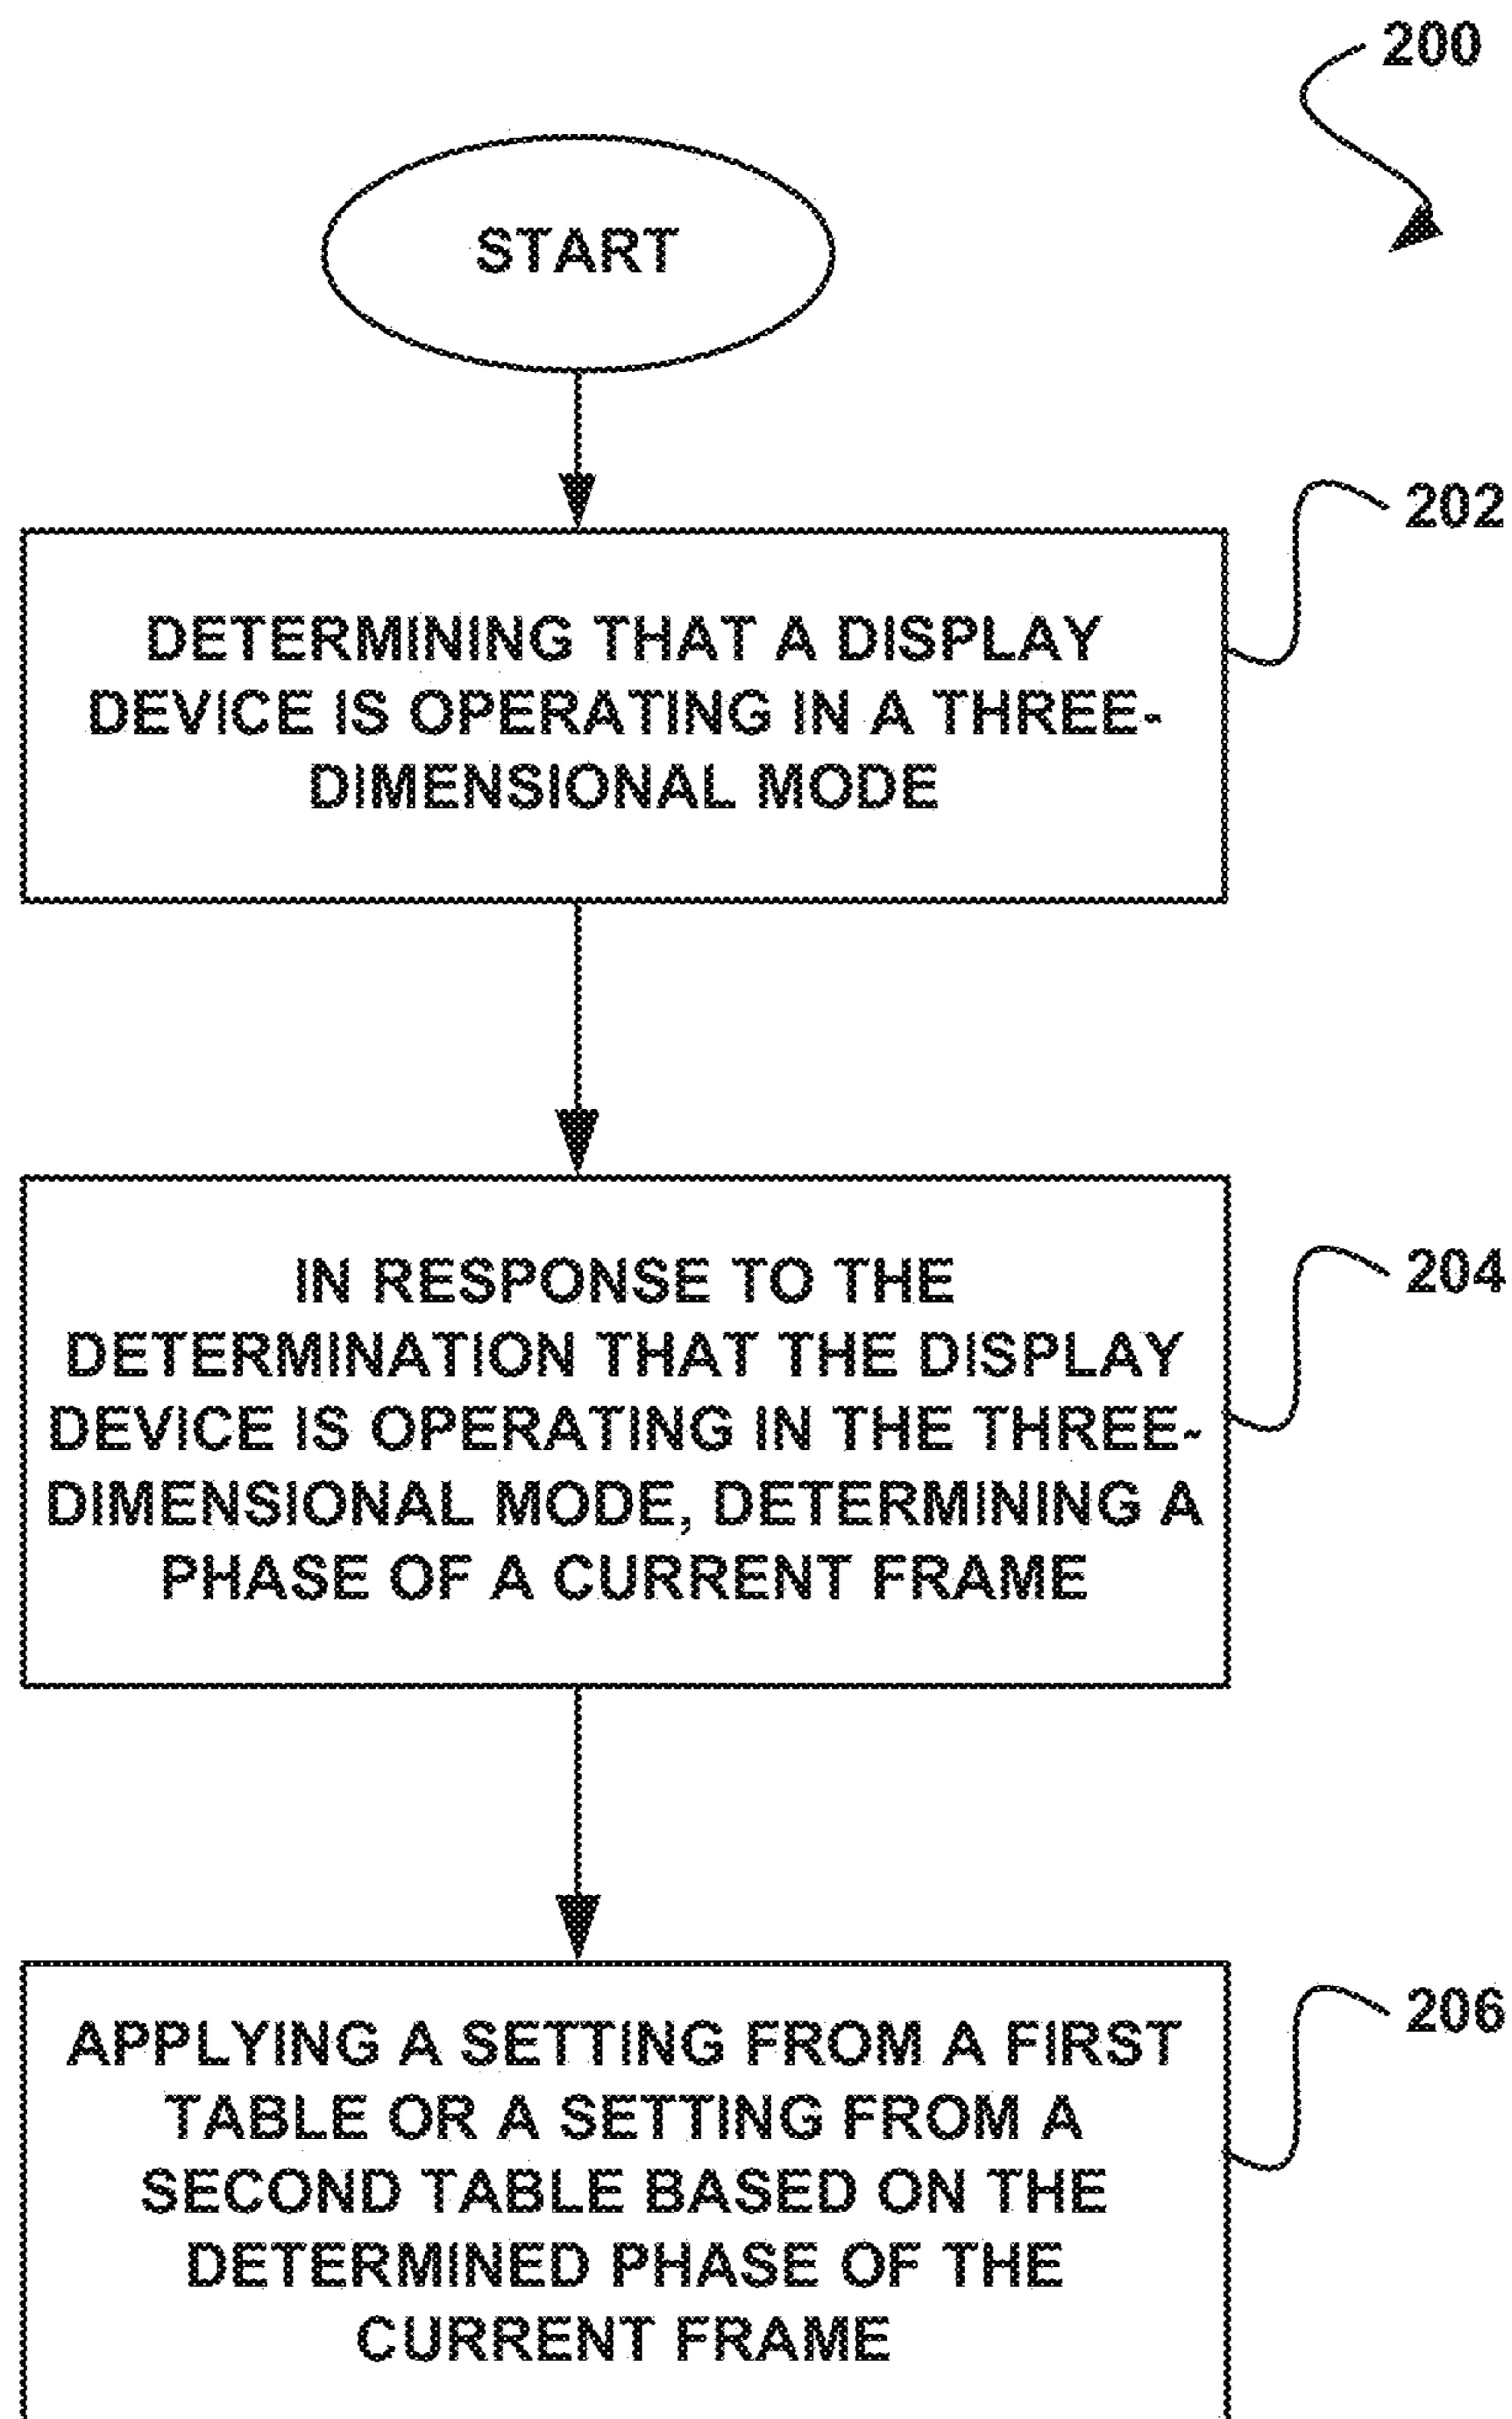 200
START
202
DETERMINING THAT A DISPLAY
DEVICE IS OPERATING IN A THREE-
DIMENSIONAL MODE
204
IN RESPONSE TO THE
DETERMINATION THAT THE DISPLAY
DEVICE IS OPERATING IN THE THREE-
DIMENSIONAL MODE, DETERMINING A
PHASE OF A CURRENT FRAME
206
APPLYING A SETTING FROM A FIRST
TABLE OR A SETTING FROM A
SECOND TABLE BASED ON THE
DETERMINED PHASE OF THE
CURRENT FRAME